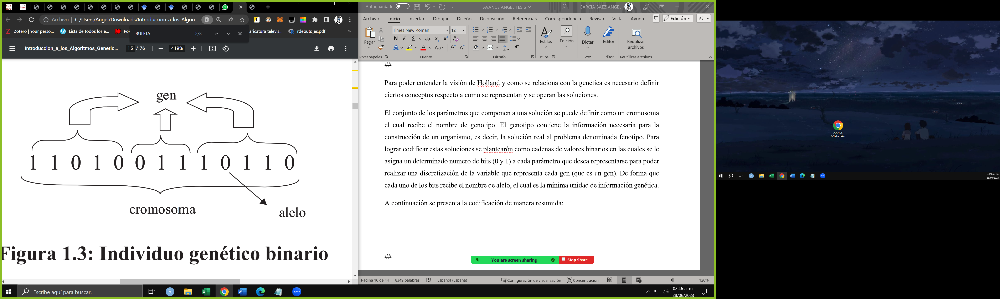 SCI HUB
1
Archivo
C:/Users/Angel/Downloads/Introduccion_a_los_Algori...
Zotero | Your perso...
Lista de todos los e...
Pok
aricatura televis...
rdebuts_es.pdf
»
RULETA
2/8
Introduccion_a_los_Algoritmos_Genetic...
15 / 76
419%
gen
1 1 0 1 0 0 1 1 1 0 1 1 0
cromosoma
alelo
Figura 1.3: Individuo genético binario
Autoguardado
AVANCE ANGEL TESIS
GARCIA BAEZ ANGEL
Archivo
Inicio
Insertar
Dibujar
Diseño
Disposición
Referencias
Correspondencia
Revisar
Vista
Ayuda
Edición
Pegar
Times New Roman
12
N K S ab x₂ x²
A A Aa A A
Estilos
Edición
Dictar
Editor
Reutilizar archivos
Portapapeles
Fuente
Párrafo
Estilos
Voz
Editor
Reutilizar archivos
##
Para poder entender la visión de Holland y como se relaciona con la genética es necesario definir
ciertos conceptos respecto a como se representan y se operan las soluciones.
El conjunto de los parámetros que componen a una solución se puede definir como un cromosoma
el cual recibe el nombre de genotipo. El genotipo contiene la información necesaria para la
construcción de un organismo, es decir, la solución real al problema denominada fenotipo. Para
lograr codificar estas soluciones se plantearón como cadenas de valores binarios en las cuales se le
asigna un determinado numero de bits (0 y 1) a cada parámetro que desea representarse para poder
realizar una discretización de la variable que representa cada gen (que es un gen). De forma que
cada uno de los bits recibe el nombre de alelo, el cual es la mínima unidad de información genética.
A continuación se presenta la codificación de manera resumida:
##
You are screen sharing
Stop Share
Página 10 de 44
8349 palabras
Español (España)
Configuración de visualización
Concentración
120%
Escribe aquí para buscar.
zoom
03:46 a. m.
28/06/2023
AVANCE
ANGEL TES...
03:46 a. m.
28/06/2023